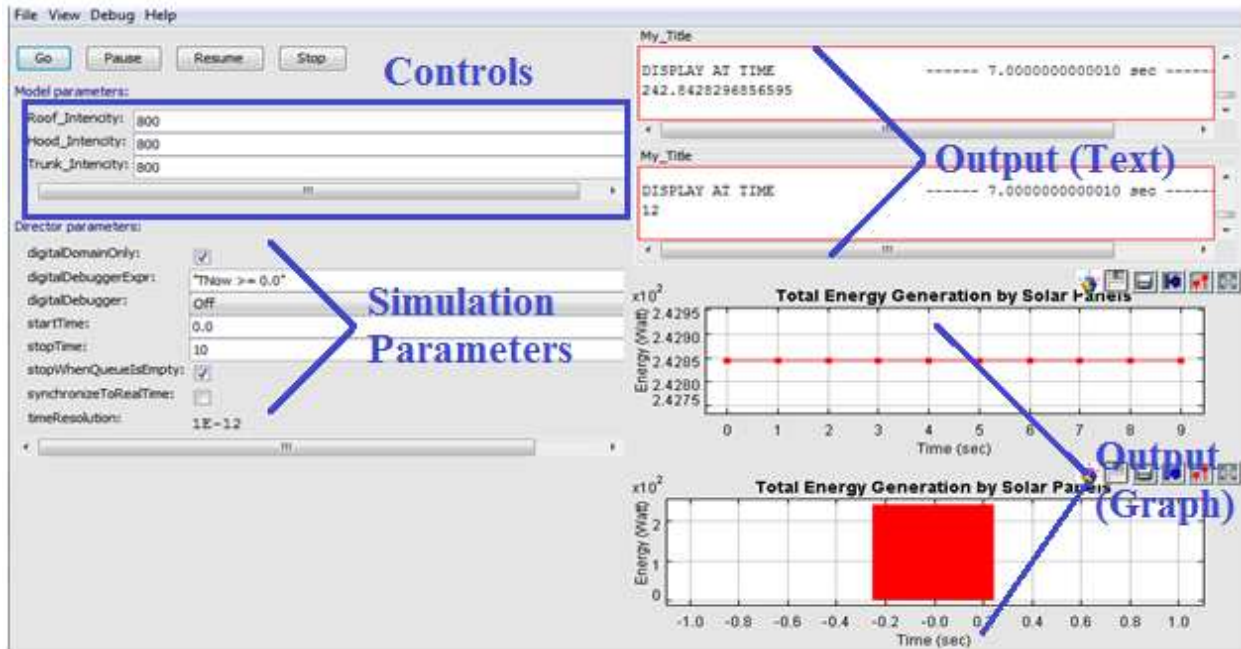 File View Debug Help
Go Pause Resume Stop
Controls
Model parameters:
Roof_Intencity: 800
Hood_Intencity: 800
Trunk_Intencity: 800
Director parameters:
digitalDomainOnly:
digitalDebuggerExpr: "TNow >= 0.0"
digitalDebugger: Off
startTime: 0.0
stopTime: 10
stopWhenQueueIsEmpty:
synchronizeToRealTime:
timeResolution: 1E-12
Simulation
Parameters
My_Title
DISPLAY AT TIME ------ 7.0000000000010 sec ------
242.8428296856595
Output (Text)
My_Title
DISPLAY AT TIME ------ 7.0000000000010 sec ------
12
Total Energy Generation by Solar Panels
x10²
Energy (Watt)
2.4295
2.4290
2.4285
2.4280
2.4275
0 1 2 3 4 5 6 7 8 9
Time (sec)
Output
(Graph)
Total Energy Generation by Solar Panels
x10²
Energy (Watt)
2
1
0
-1.0 -0.8 -0.6 -0.4 -0.2 -0.0 0.2 0.4 0.6 0.8 1.0
Time (sec)